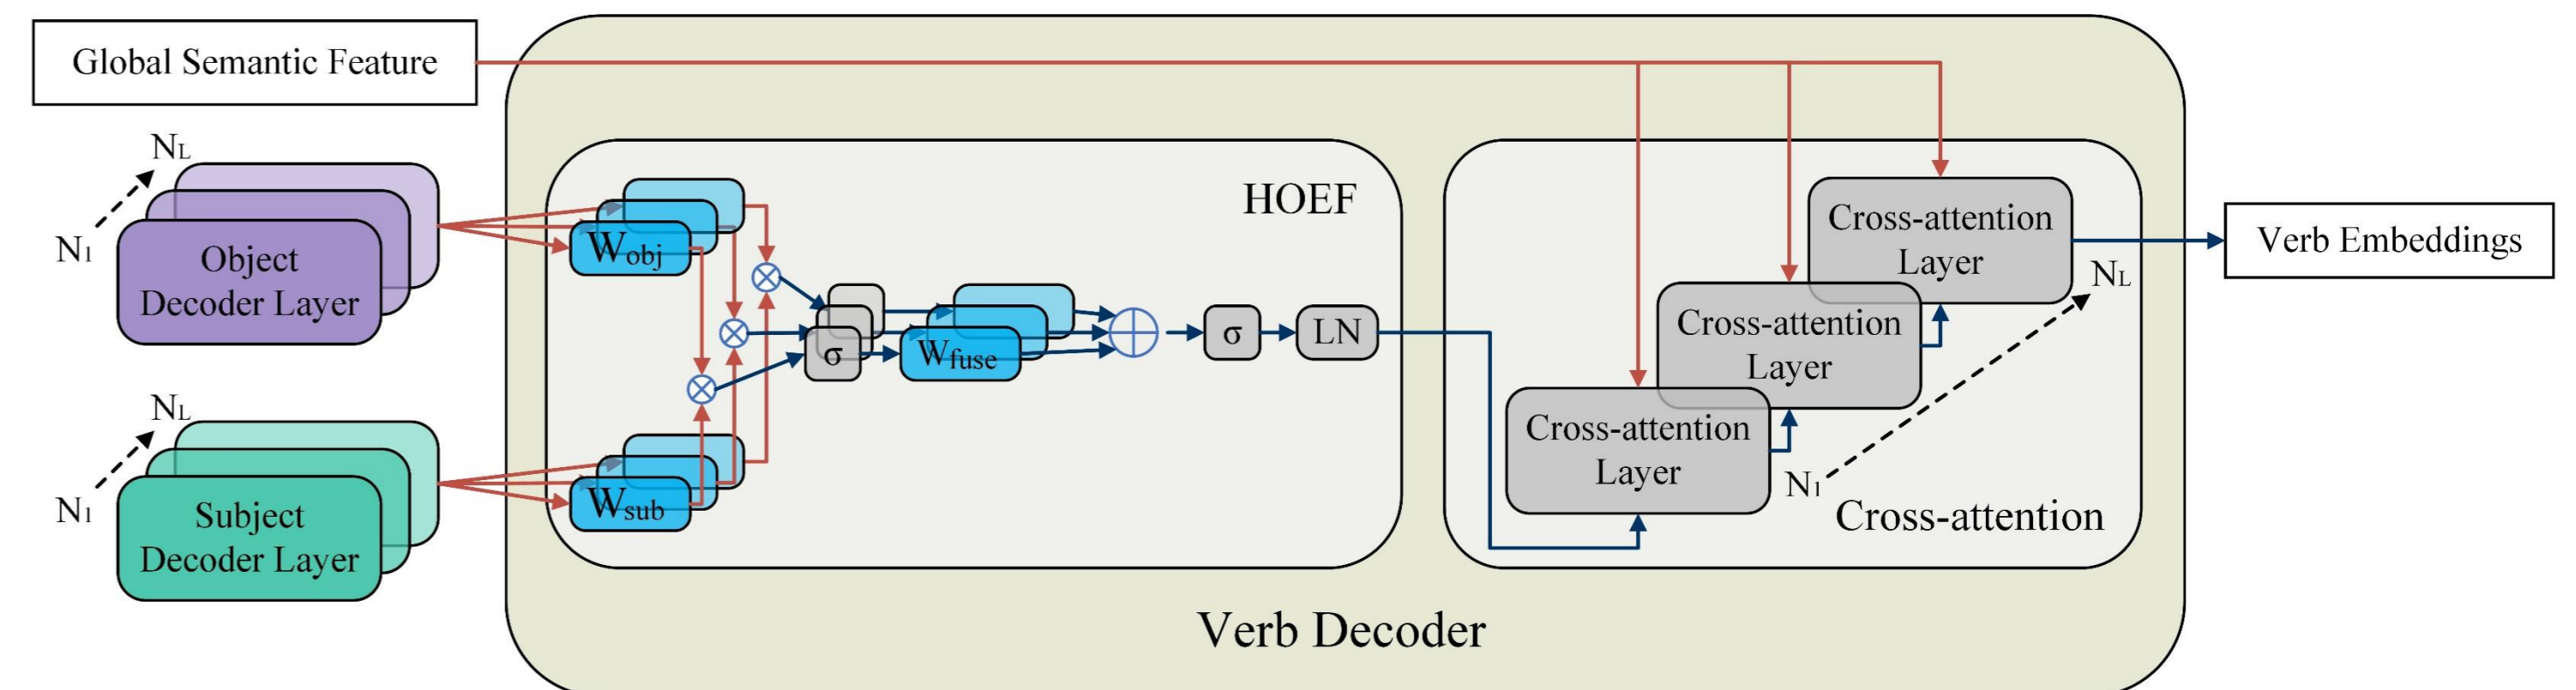 Global Semantic Feature
NL
N1
Object
Decoder Layer
NL
N1
Subject
Decoder Layer
HOEF
Wobj
σ
Wfuse
σ
LN
Wsub
Cross-attention
Layer
NL
Cross-attention
Layer
Cross-attention
Layer
N1
Cross-attention
Verb Embeddings
Verb Decoder